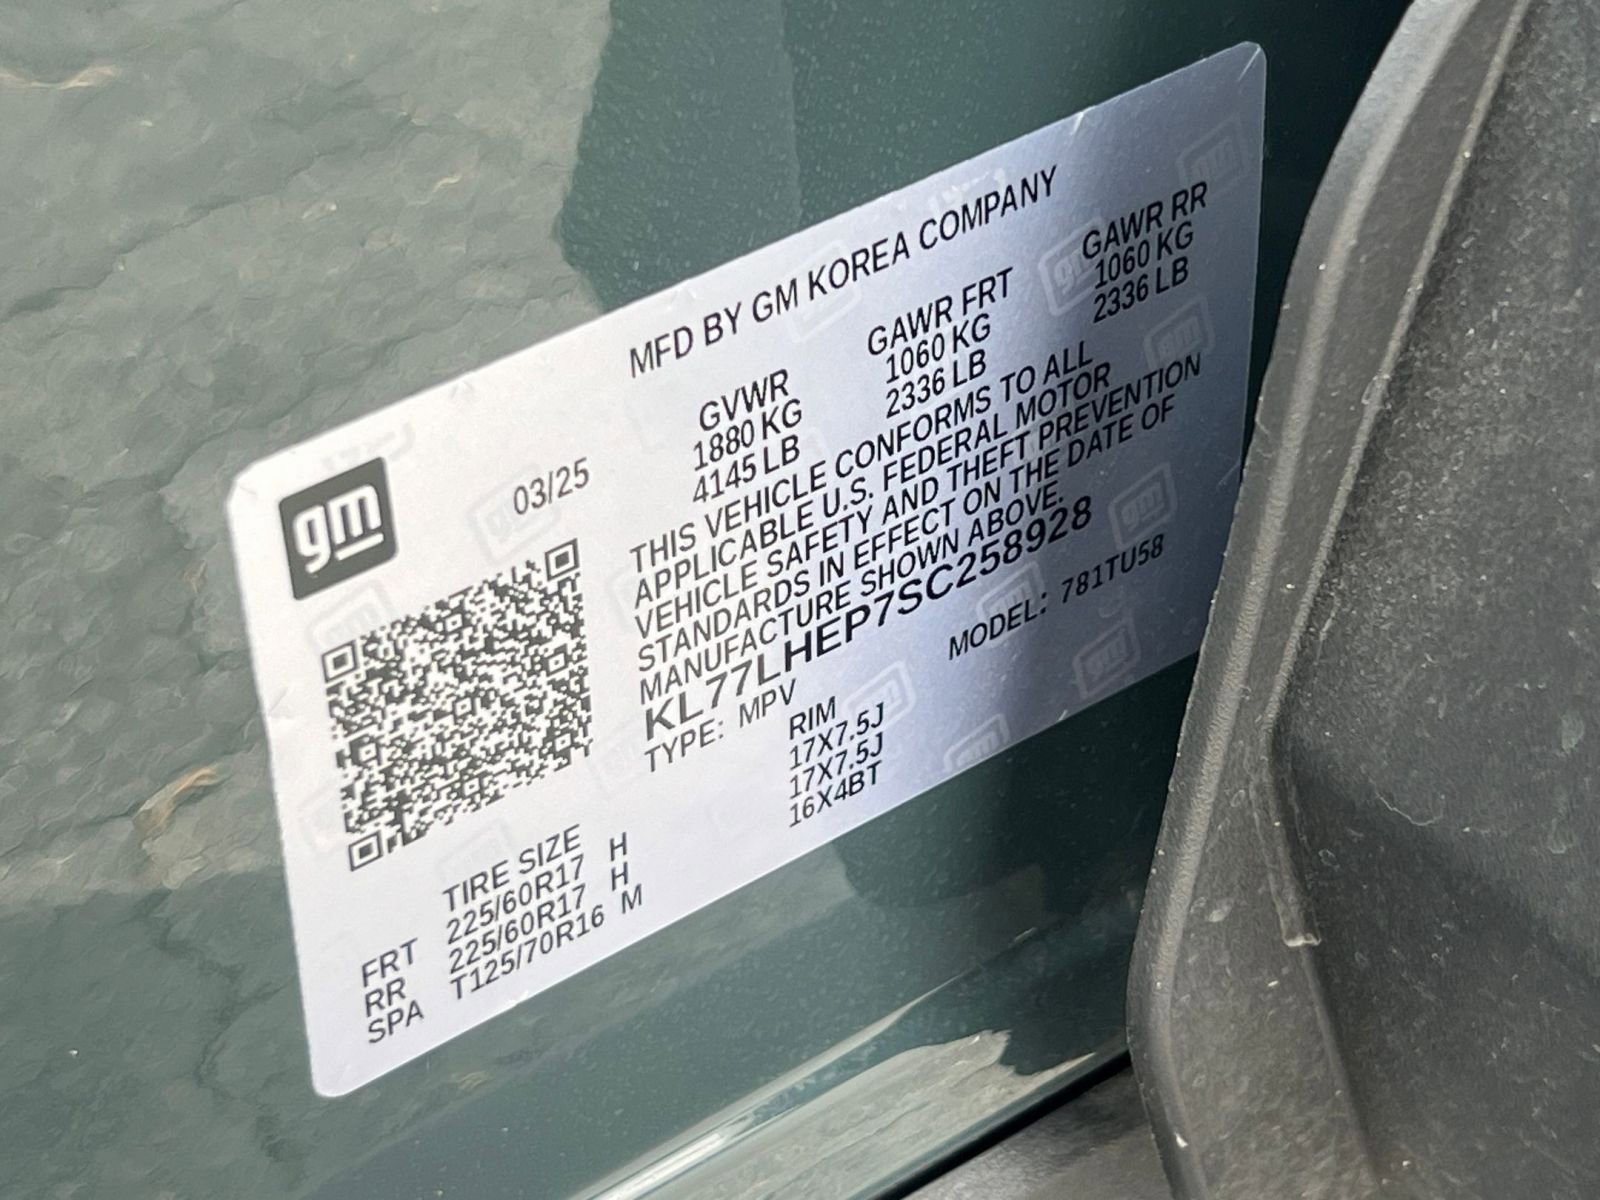 MFD BY GM KOREA COMPANY
gm
03/25
GVWR GAWR FRT GAWR RR
1880 KG 1060 KG 1060 KG
4145 LB 2336 LB 2336 LB
THIS VEHICLE CONFORMS TO ALL
APPLICABLE U.S. FEDERAL MOTOR
VEHICLE SAFETY AND THEFT PREVENTION
STANDARDS IN EFFECT ON THE DATE OF
MANUFACTURE SHOWN ABOVE.
KL77LHEP7SC258928
TYPE: MPV MODEL: 781TU58
TIRE SIZE RIM
FRT 225/60R17 H 17X7.5J
RR 225/60R17 H 17X7.5J
SPA T125/70R16 M 16X4BT